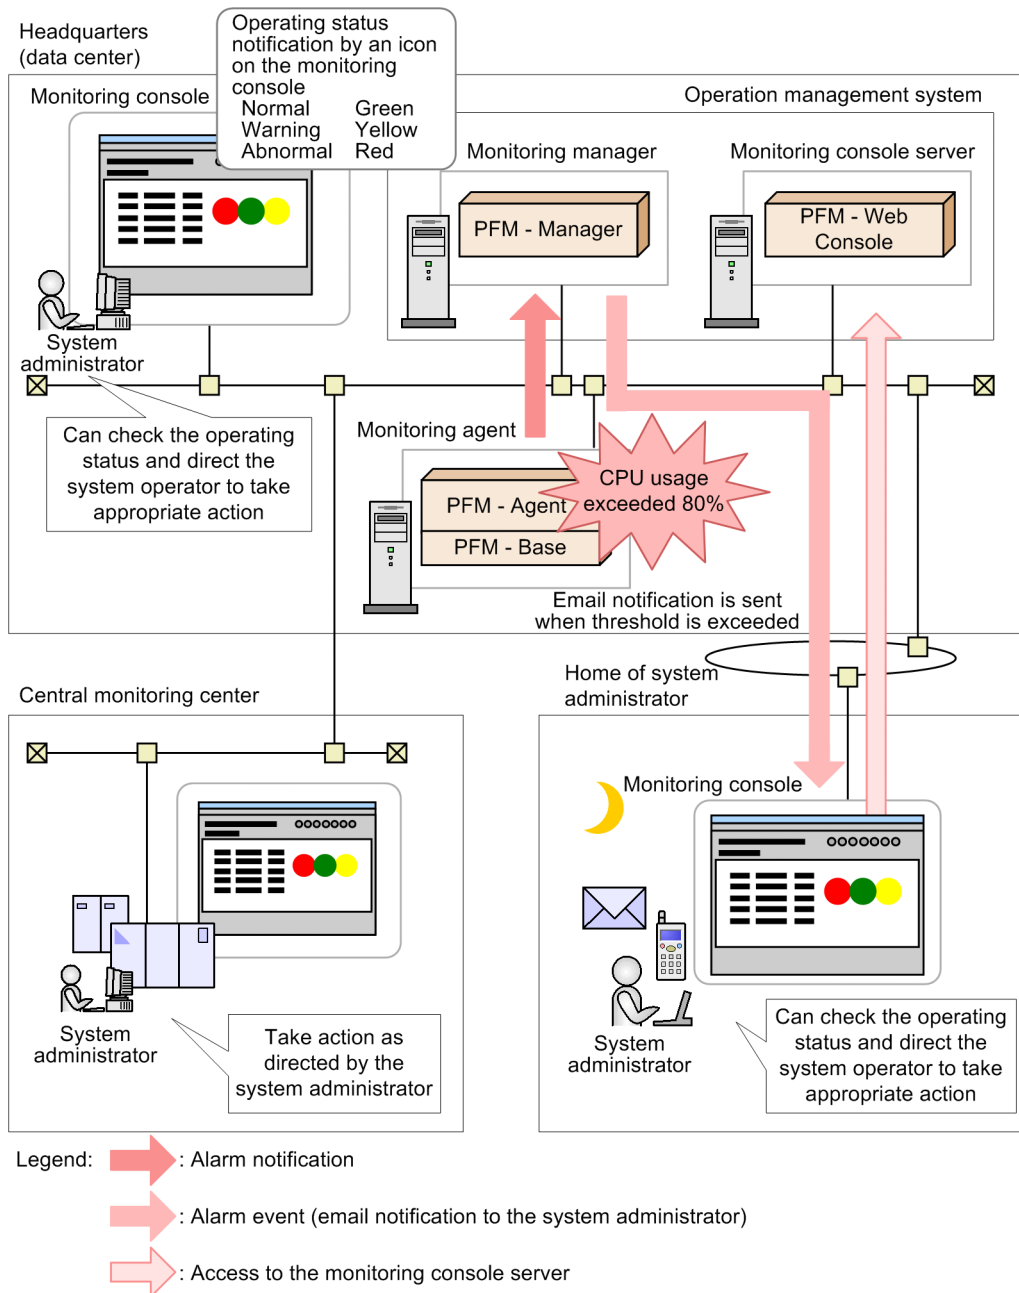 Headquarters
(data center)
Operating status
notification by an icon
on the monitoring
console
Normal Green
Warning Yellow
Abnormal Red
Monitoring console
Operation management system
Monitoring manager
Monitoring console server
PFM - Manager
PFM - Web
Console
System
administrator
Can check the operating
status and direct the
system operator to take
appropriate action
Monitoring agent
PFM - Agent
PFM - Base
CPU usage
exceeded 80%
Email notification is sent
when threshold is exceeded
Home of system
administrator
Central monitoring center
Monitoring console
System
administrator
Take action as
directed by the
system administrator
System
administrator
Can check the operating
status and direct the
system operator to take
appropriate action
Legend:
: Alarm notification
: Alarm event (email notification to the system administrator)
: Access to the monitoring console server